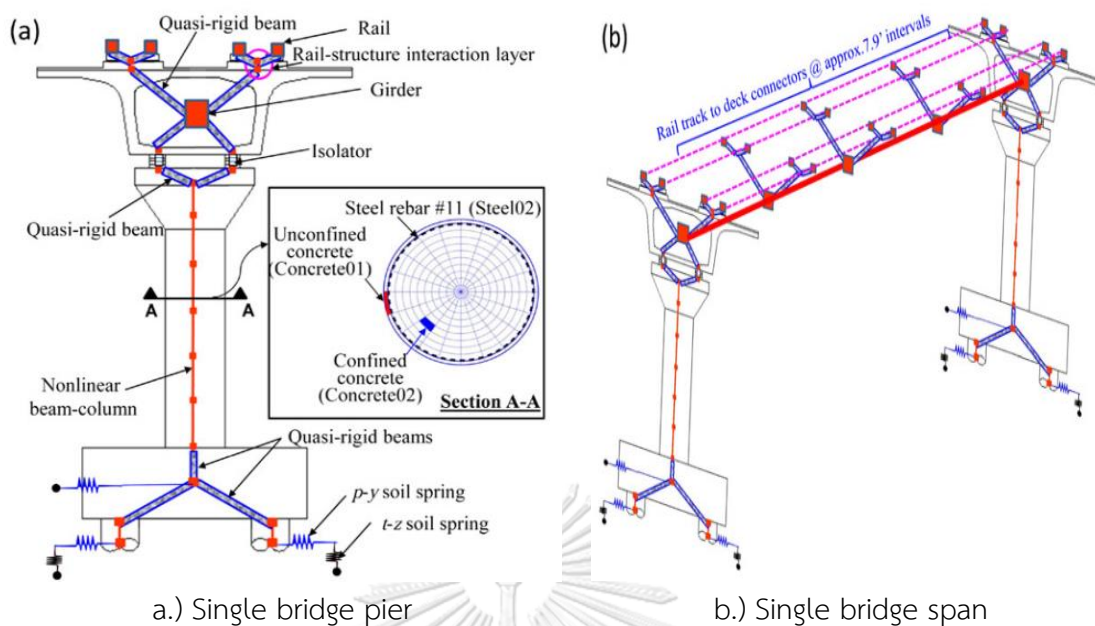 (a)
Quasi-rigid beam
Rail
Rail-structure interaction layer
Girder
Isolator
Quasi-rigid beam
Steel rebar #11 (Steel02)
Unconfined
concrete
(Concrete01)
A
A
Confined
concrete
(Concrete02)
Section A-A
Nonlinear
beam-column
Quasi-rigid beams
p-y soil spring
t-z soil spring
a.) Single bridge pier
(b)
Rail track to deck connectors @ approx.7.9' intervals
b.) Single bridge span